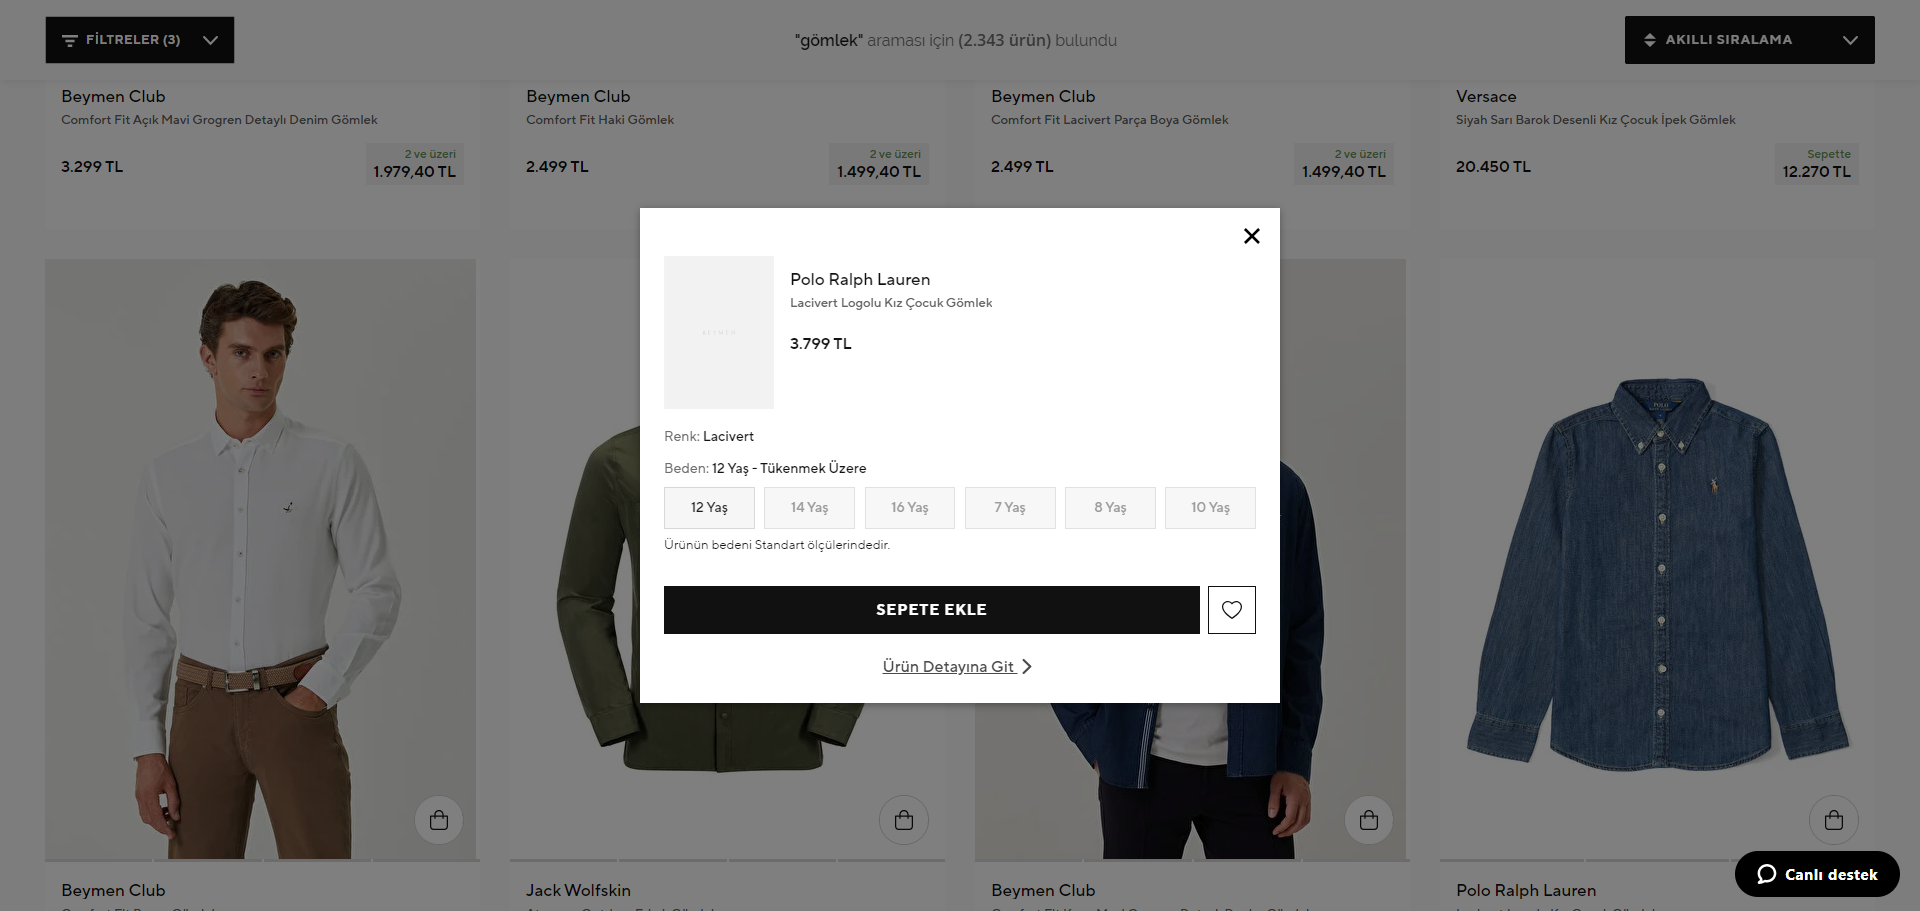 FİLTRELER (3)
"gömlek" araması için (2.343 ürün) bulundu
AKILLI SIRALAMA
Beymen Club
Comfort Fit Açık Mavi Grogren Detaylı Denim Gömlek
3.299 TL
2 ve üzeri
1.979,40 TL
Beymen Club
Comfort Fit Haki Gömlek
2.499 TL
2 ve üzeri
1.499,40 TL
Beymen Club
Comfort Fit Lacivert Parça Boya Gömlek
2.499 TL
2 ve üzeri
1.499,40 TL
Versace
Siyah Sarı Barok Desenli Kız Çocuk İpek Gömlek
20.450 TL
Sepette
12.270 TL
BEYMEN
Polo Ralph Lauren
Lacivert Logolu Kız Çocuk Gömlek
3.799 TL
Renk: Lacivert
Beden: 12 Yaş - Tükenmek Üzere
12 Yaş
14 Yaş
16 Yaş
7 Yaş
8 Yaş
10 Yaş
Ürünün bedeni Standart ölçülerindedir.
SEPETE EKLE
Ürün Detayına Git
POLO
Beymen Club
Jack Wolfskin
Beymen Club
Polo Ralph Lauren
Canlı destek